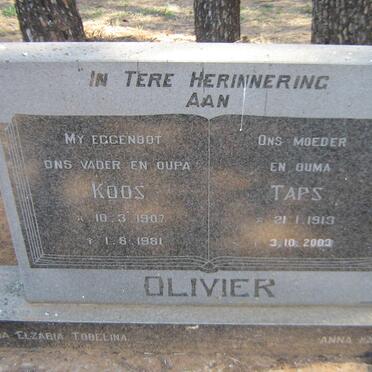 IN TERE HERINNERING
AAN
MY EGGENOOT
ONS VADER EN OUPA
KOOS
* 10.3.1907
† 1.8.1981
ONS MOEDER
EN OUMA
TAPS
* 21.1.1913
† 3.10.2003
OLIVIER
ELZABIA TOBELINA
ANNA